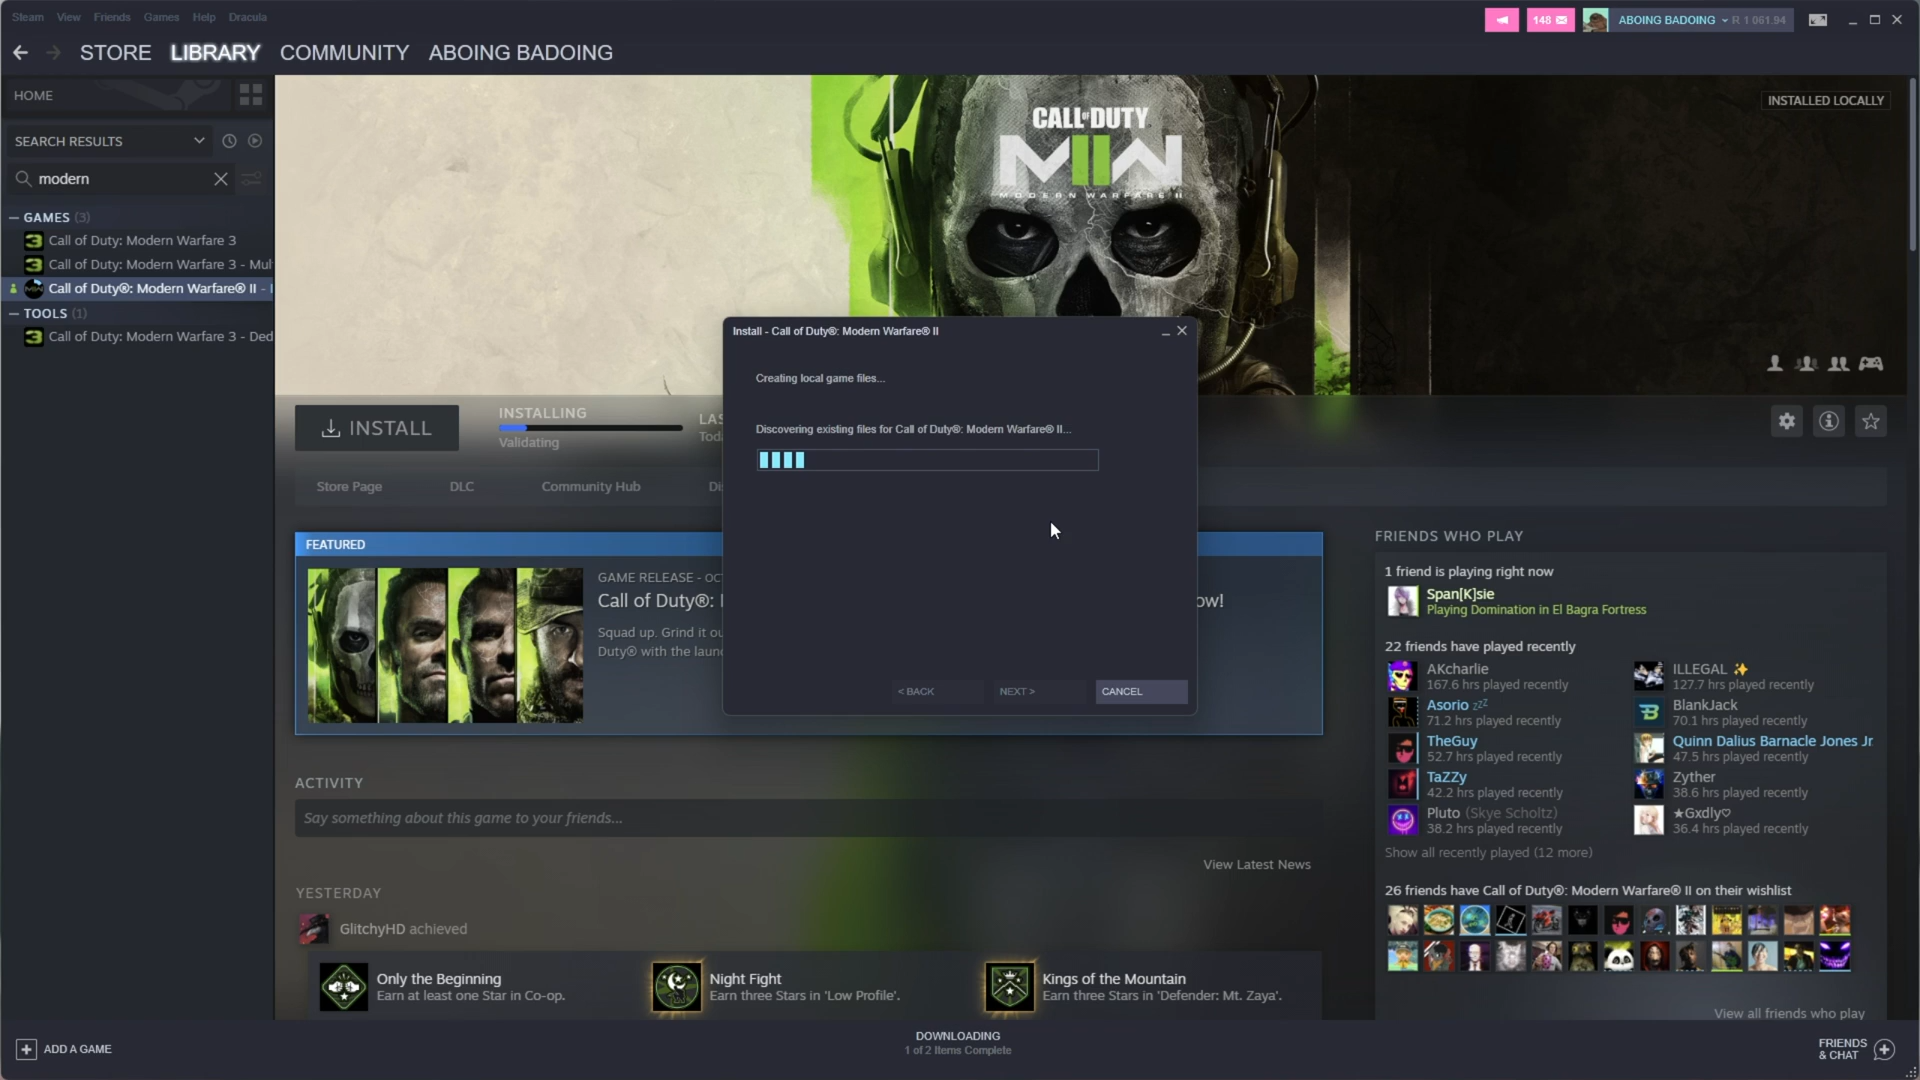 Steam View Friends Games Help Dracula
148
ABOING BADOING R 1 061.94
STORE LIBRARY COMMUNITY ABOING BADOING
HOME
SEARCH RESULTS
modern
GAMES (3)
Call of Duty: Modern Warfare 3
Call of Duty: Modern Warfare 3 - Mul
Call of Duty®: Modern Warfare® II -
TOOLS (1)
Call of Duty: Modern Warfare 3 - Ded
CALL OF DUTY
MWII
MODERN WARFARE II
INSTALLED LOCALLY
INSTALL
INSTALLING
Validating
LAS
Toda
Store Page DLC Community Hub Dis
Install - Call of Duty®: Modern Warfare® II
Creating local game files...
Discovering existing files for Call of Duty®: Modern Warfare® II...
< BACK NEXT > CANCEL
FEATURED
GAME RELEASE - OC
Call of Duty®: ow!
Squad up. Grind it ou
Duty® with the laun
ACTIVITY
Say something about this game to your friends...
View Latest News
YESTERDAY
GlitchyHD achieved
Only the Beginning
Earn at least one Star in Co-op.
Night Fight
Earn three Stars in 'Low Profile'.
Kings of the Mountain
Earn three Stars in 'Defender: Mt. Zaya'.
FRIENDS WHO PLAY
1 friend is playing right now
Span[K]sie
Playing Domination in El Bagra Fortress
22 friends have played recently
AKcharlie
167.6 hrs played recently
ILLEGAL ✨
127.7 hrs played recently
Asorio zzZ
71.2 hrs played recently
BlankJack
70.1 hrs played recently
TheGuy
52.7 hrs played recently
Quinn Dalius Barnacle Jones Jr
47.5 hrs played recently
TaZZy
42.2 hrs played recently
Zyther
38.6 hrs played recently
Pluto (Skye Scholtz)
38.2 hrs played recently
★Gxdly♡
36.4 hrs played recently
Show all recently played (12 more)
26 friends have Call of Duty®: Modern Warfare® II on their wishlist
View all friends who play
ADD A GAME
DOWNLOADING
1 of 2 Items Complete
FRIENDS
& CHAT